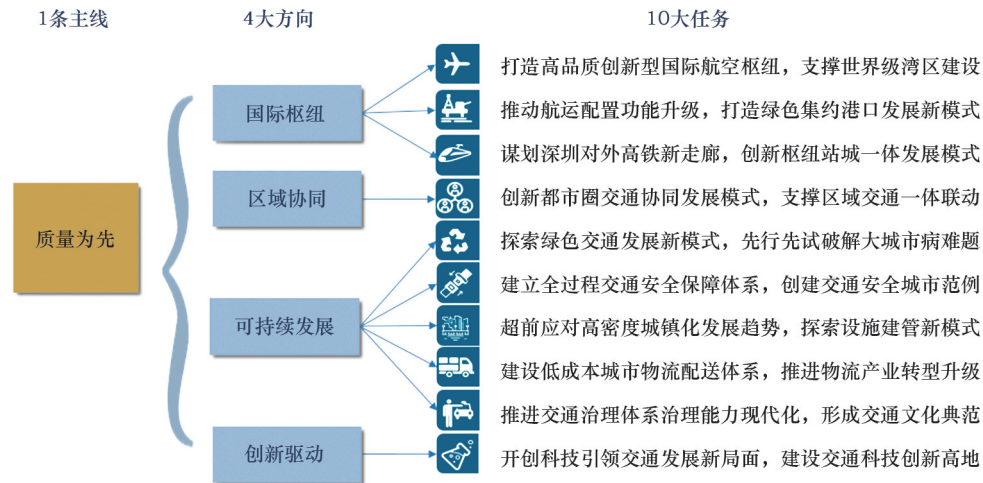 1条主线
4大方向
10大任务
质量为先
国际枢纽
区域协同
可持续发展
创新驱动
打造高品质创新型国际航空枢纽，支撑世界级湾区建设
推动航运配置功能升级，打造绿色集约港口发展新模式
谋划深圳对外高铁新走廊，创新枢纽站城一体发展模式
创新都市圈交通协同发展模式，支撑区域交通一体联动
探索绿色交通发展新模式，先行先试破解大城市病难题
建立全过程交通安全保障体系，创建交通安全城市范例
超前应对高密度城镇化发展趋势，探索设施建管新模式
建设低成本城市物流配送体系，推进物流产业转型升级
推进交通治理体系治理能力现代化，形成交通文化典范
开创科技引领交通发展新局面，建设交通科技创新高地